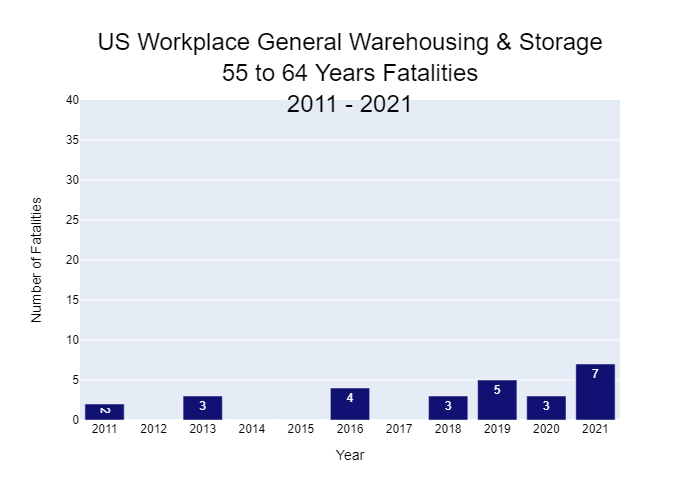 US Workplace General Warehousing & Storage
55 to 64 Years Fatalities
2011 - 2021
Number of Fatalities
40
35
30
25
20
15
10
5
0
2
3
4
3
5
3
7
2011 2012 2013 2014 2015 2016 2017 2018 2019 2020 2021
Year